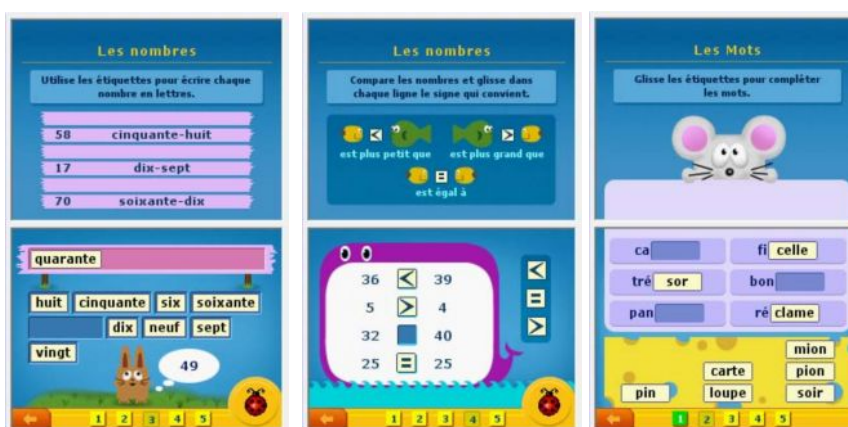 Les nombres
Utilise les étiquettes pour écrire chaque
nombre en lettres.
58 cinquante-huit
17 dix-sept
70 soixante-dix
quarante
huit cinquante six soixante
dix neuf sept
vingt
49
1 2 3 4 5
Les nombres
Compare les nombres et glisse dans
chaque ligne le signe qui convient.
<
>
est plus petit que est plus grand que
=
est égal à
36 < 39
5 > 4
32 40
25 = 25
<
=
>
1 2 3 4 5
Les Mots
Glisse les étiquettes pour complèter
les mots.
ca fi celle
tré sor bon
pan ré clame
mion
carte pion
pin loupe soir
1 2 3 4 5